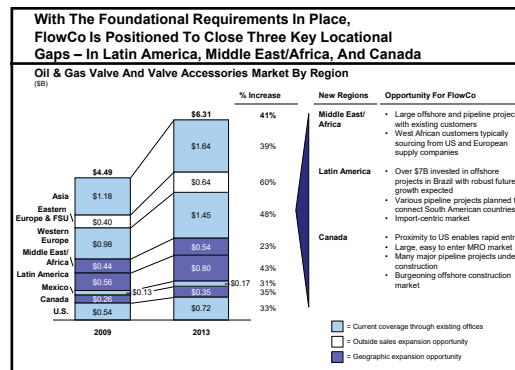 With The Foundational Requirements In Place,
FlowCo Is Positioned To Close Three Key Locational
Gaps – In Latin America, Middle East/Africa, And Canada
Oil & Gas Valve And Valve Accessories Market By Region
($B)
% Increase
New Regions
Opportunity For FlowCo
$4.49
$6.31
41%
Asia
$1.18
$1.64
39%
Eastern
Europe & FSU
$0.40
$0.64
60%
Western
Europe
$0.98
$1.45
48%
Middle East/
Africa
$0.44
$0.54
23%
Latin America
$0.56
$0.80
43%
Mexico
$0.13
$0.17
31%
Canada
$0.26
$0.35
35%
U.S.
$0.54
$0.72
33%
2009
2013
Middle East/
Africa
• Large offshore and pipeline project
with existing customers
• West African customers typically
sourcing from US and European
supply companies
Latin America
• Over $7B invested in offshore
projects in Brazil with robust future
growth expected
• Various pipeline projects planned
connect South American countries
• Import-centric market
Canada
• Proximity to US enables rapid
• Large, easy to enter MRO market
• Many major pipeline projects
construction
• Burgeoning offshore construction
market
= Current coverage through existing offices
= Outside sales expansion opportunity
= Geographic expansion opportunity